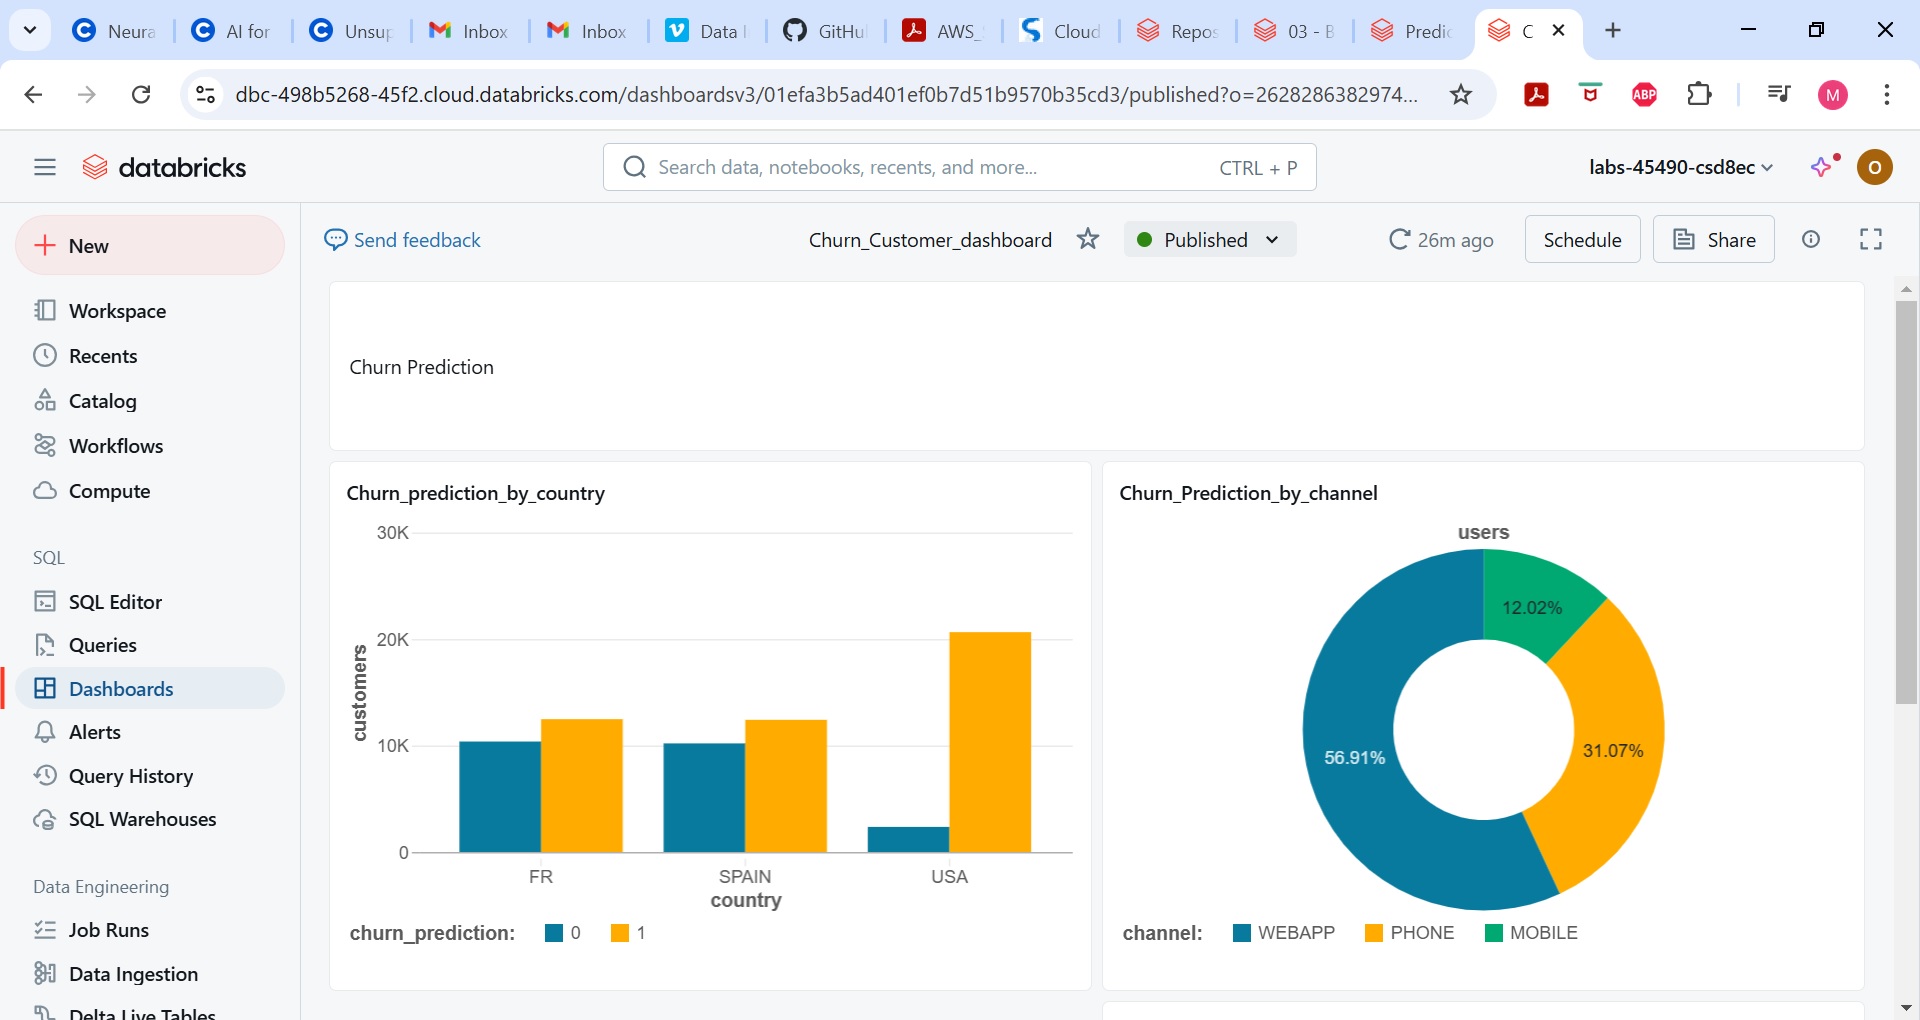 Neura
AI for
Unsup
Inbox
Inbox
Data I
GitHu
AWS_
Cloud
Repos
03 - B
Predic
C
dbc-498b5268-45f2.cloud.databricks.com/dashboardsv3/01efa3b5ad401ef0b7d51b9570b35cd3/published?o=2628286382974...
ABP
M
databricks
Search data, notebooks, recents, and more...
CTRL + P
labs-45490-csd8ec
O
New
Send feedback
Churn_Customer_dashboard
Published
26m ago
Schedule
Share
Workspace
Recents
Catalog
Workflows
Compute
SQL
SQL Editor
Queries
Dashboards
Alerts
Query History
SQL Warehouses
Data Engineering
Job Runs
Data Ingestion
Delta Live Tables
Churn Prediction
Churn_prediction_by_country
30K
20K
10K
0
customers
FR
SPAIN
USA
country
churn_prediction: 0 1
Churn_Prediction_by_channel
users
12.02%
31.07%
56.91%
channel: WEBAPP PHONE MOBILE